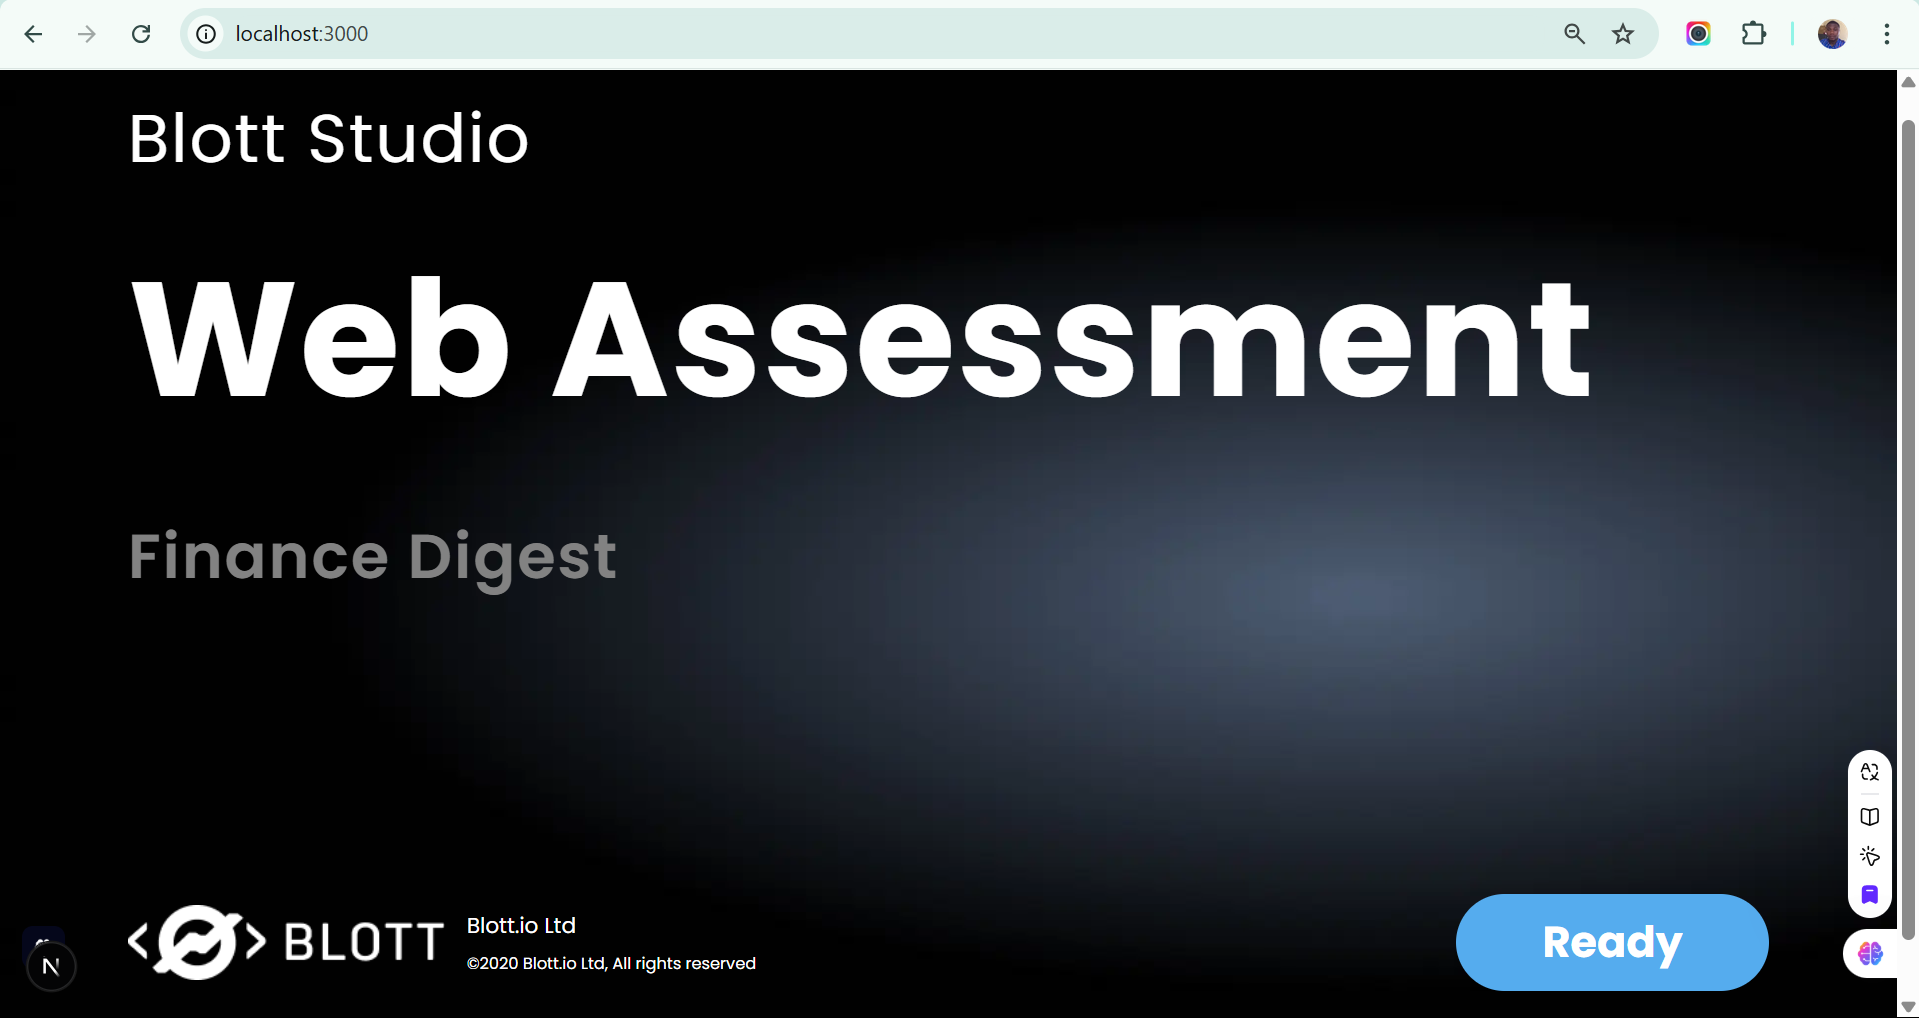 localhost:3000
Blott Studio
Web Assessment
Finance Digest
BLOTT
Blott.io Ltd
©2020 Blott.io Ltd, All rights reserved
Ready
N